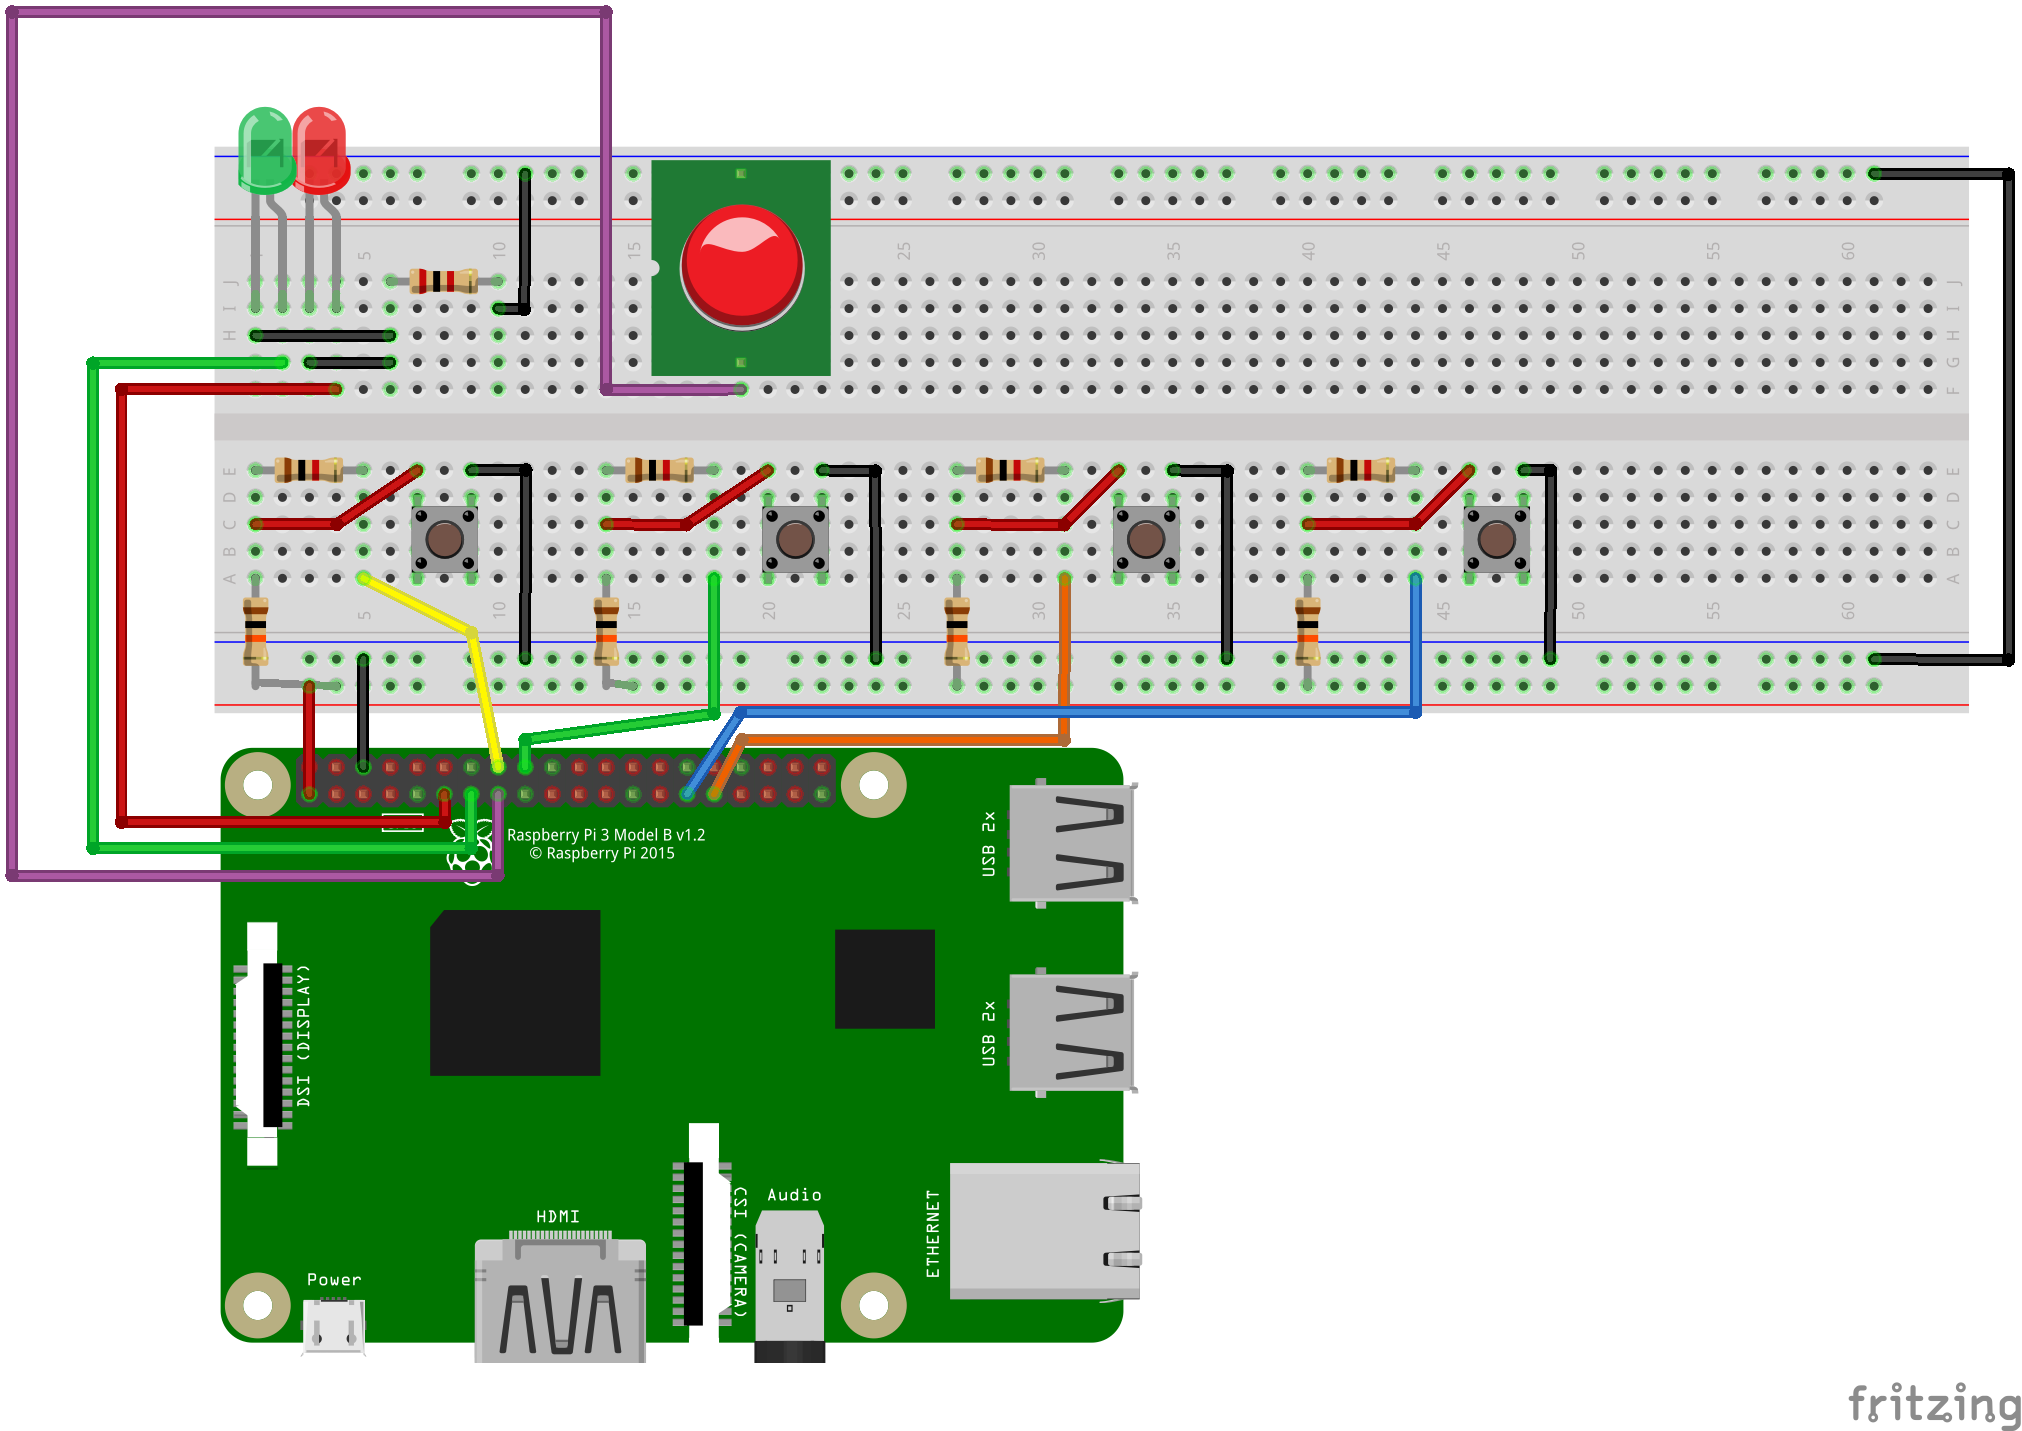 5 10 15 25 30 35 40 45 50 55 60
J J
I I
H H
G
F
E E
D D
C C
B B
A A
5 10 15 20 25 30 35 45 50 55 60
Raspberry Pi 3 Model B v1.2
© Raspberry Pi 2015
USB 2x
USB 2x
DSI (DISPLAY)
CSI (CAMERA)
Audio
ETHERNET
HDMI
Power
fritzing